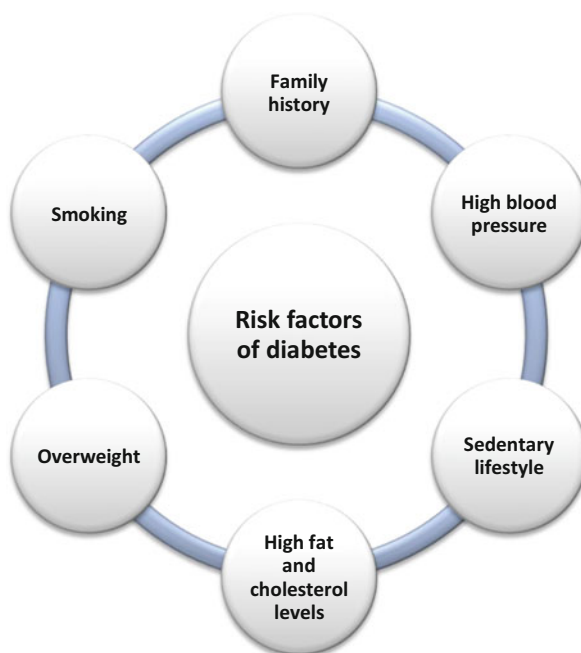 Family
history
Smoking
High blood
pressure
Risk factors
of diabetes
Overweight
Sedentary
lifestyle
High fat
and
cholesterol
levels